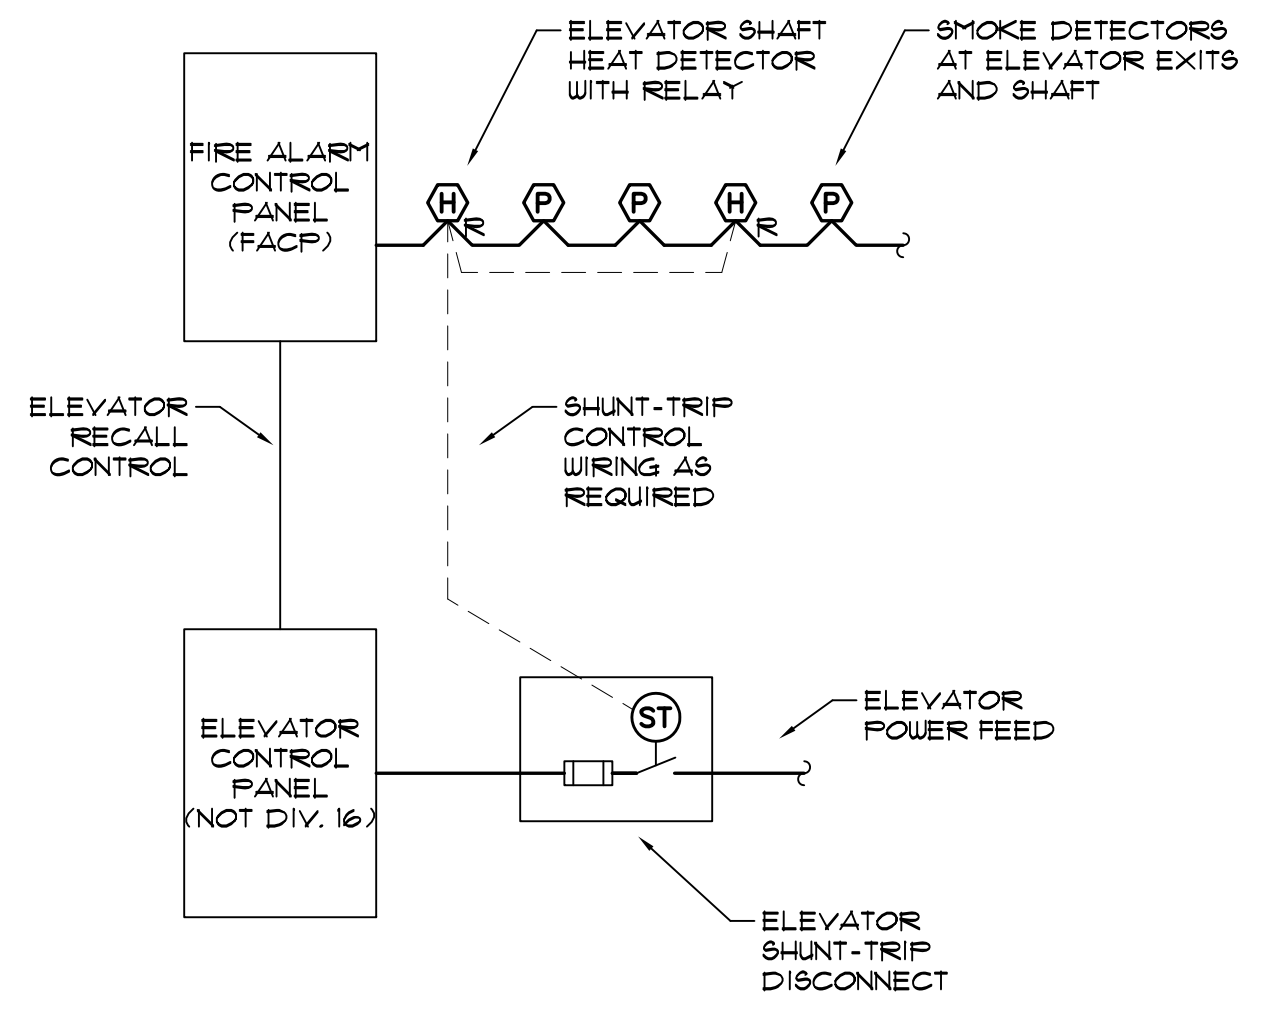 ELEVATOR SHAFT
HEAT DETECTOR
WITH RELAY
SMOKE DETECTORS
AT ELEVATOR EXITS
AND SHAFT
FIRE ALARM
CONTROL
PANEL
(FACP)
H
R
P
P
H
R
P
ELEVATOR
RECALL
CONTROL
SHUNT-TRIP
CONTROL
WIRING AS
REQUIRED
ELEVATOR
CONTROL
PANEL
(NOT DIV. 16)
ST
ELEVATOR
POWER FEED
ELEVATOR
SHUNT-TRIP
DISCONNECT